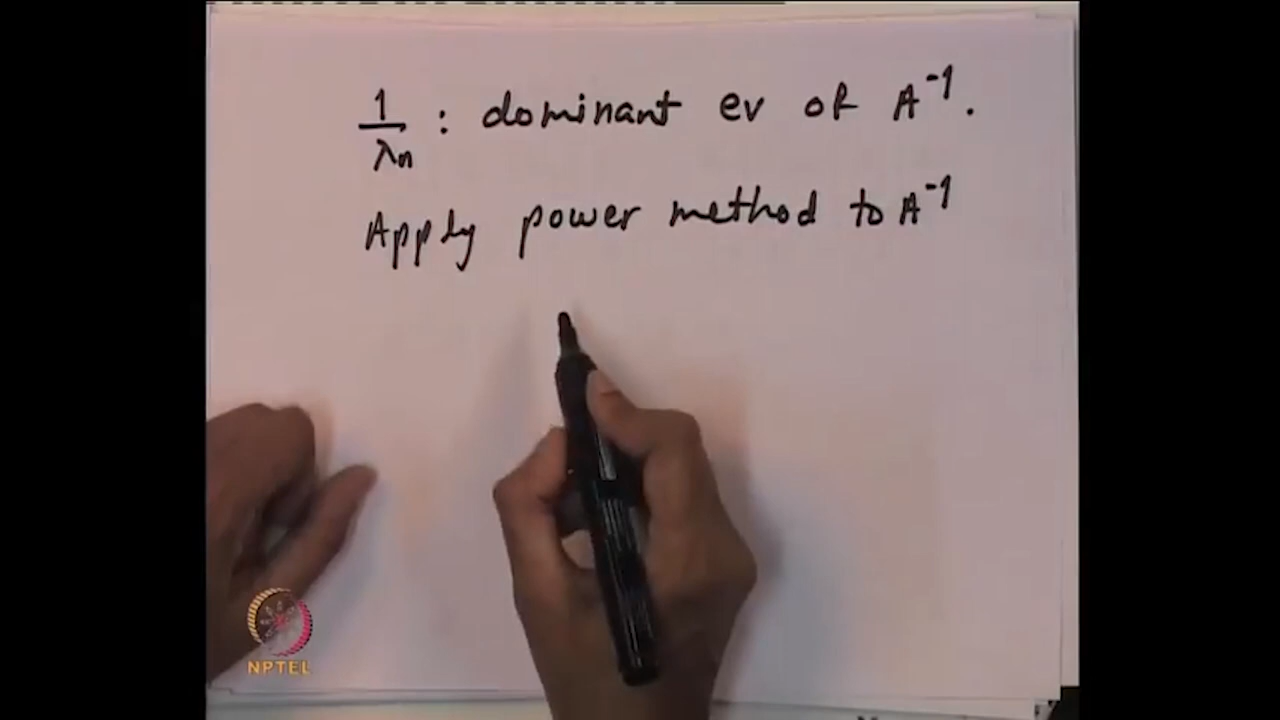 1/λn : dominant ev of A⁻¹.
Apply power method to A⁻¹
NPTEL